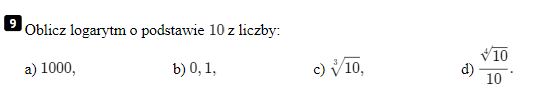 9 Oblicz logarytm o podstawie 10 z liczby:
a) 1000, b) 0, 1, c) ∛10, d) ∜10/10.